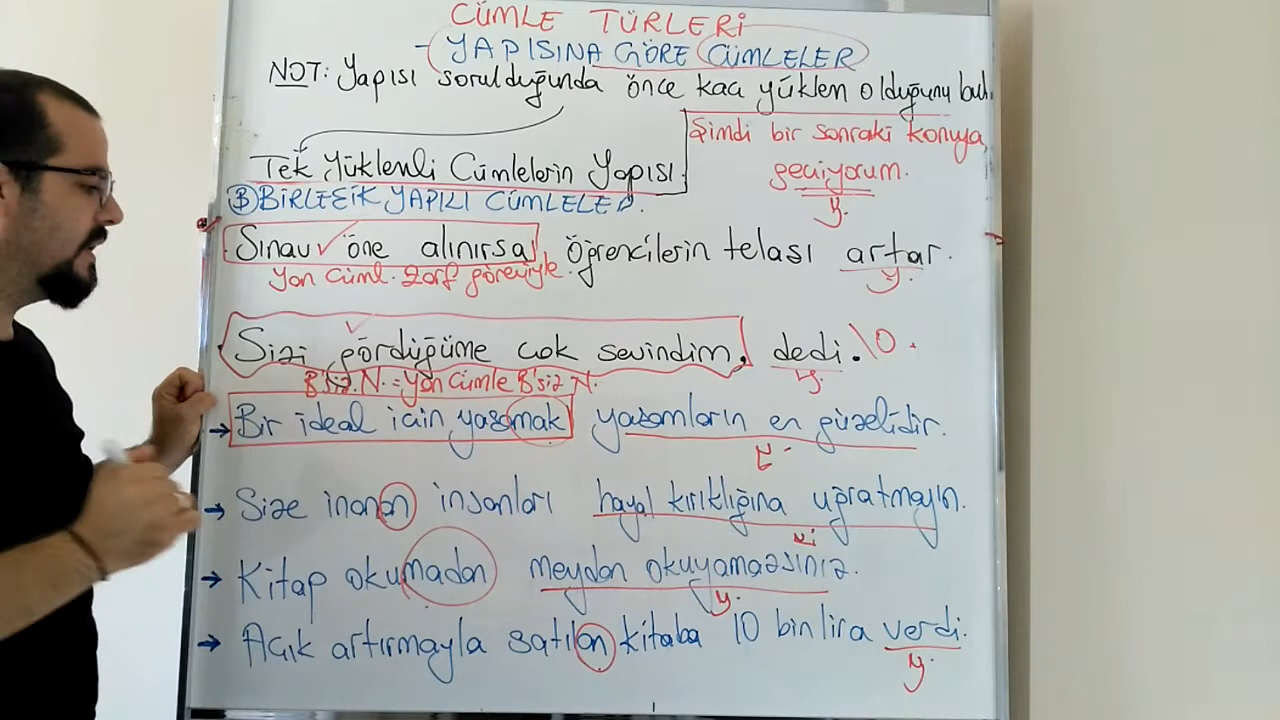 CÜMLE TÜRLERİ
- YAPISINA GÖRE CÜMLELER
NOT: Yapısı sorulduğunda önce kaç yüklem olduğunu bul.
Şimdi bir sonraki konuya,
geçiyorum.
y.
Tek Yüklemli Cümlelerin Yapısı
B BİRLEŞİK YAPILI CÜMLELER.
Sınav öne alınırsa, öğrencilerin telaşı artar.
Yan Cüml. Zarf göreviyle. y.
Sizi gördüğüme çok sevindim, dedi. \ O.
B'siz. N. = Yan Cümle B'siz N. y.
→ Bir ideal için yaşamak yaşamların en güzelidir.
y.
→ Size inanan insanları hayal kırıklığına uğratmayın.
→ Kitap okumadan meydan okuyamazsınız.
y.
→ Açık artırmayla satılan kitaba 10 bin lira verdi.
y.